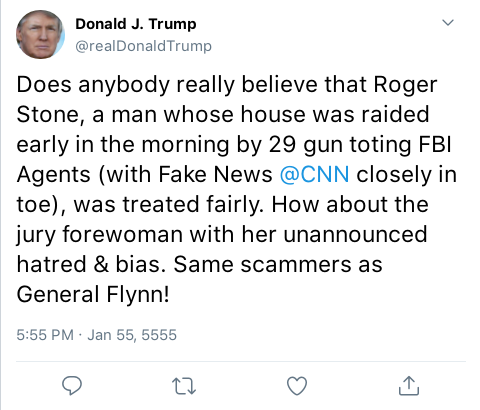 Donald J. Trump
@realDonaldTrump
Does anybody really believe that Roger
Stone, a man whose house was raided
early in the morning by 29 gun toting FBI
Agents (with Fake News @CNN closely in
toe), was treated fairly. How about the
jury forewoman with her unannounced
hatred & bias. Same scammers as
General Flynn!
5:55 PM · Jan 55, 5555